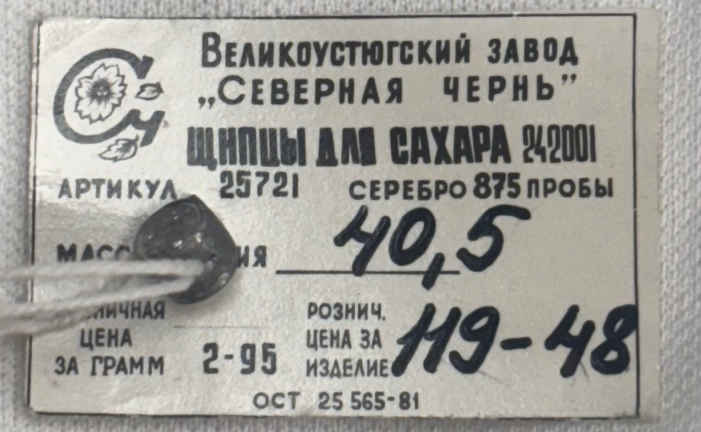 ВЕЛИКОУСТЮГСКИЙ ЗАВОД
„СЕВЕРНАЯ ЧЕРНЬ”
Сч
ЩИПЦЫ ДЛЯ САХАРА 242001
АРТИКУЛ 25721 СЕРЕБРО 875 ПРОБЫ
40,5
РОЗНИЧ.
ЦЕНА ЦЕНА ЗА
ЗА ГРАММ 2-95 ИЗДЕЛИЕ 119-48
ОСТ 25 565-81